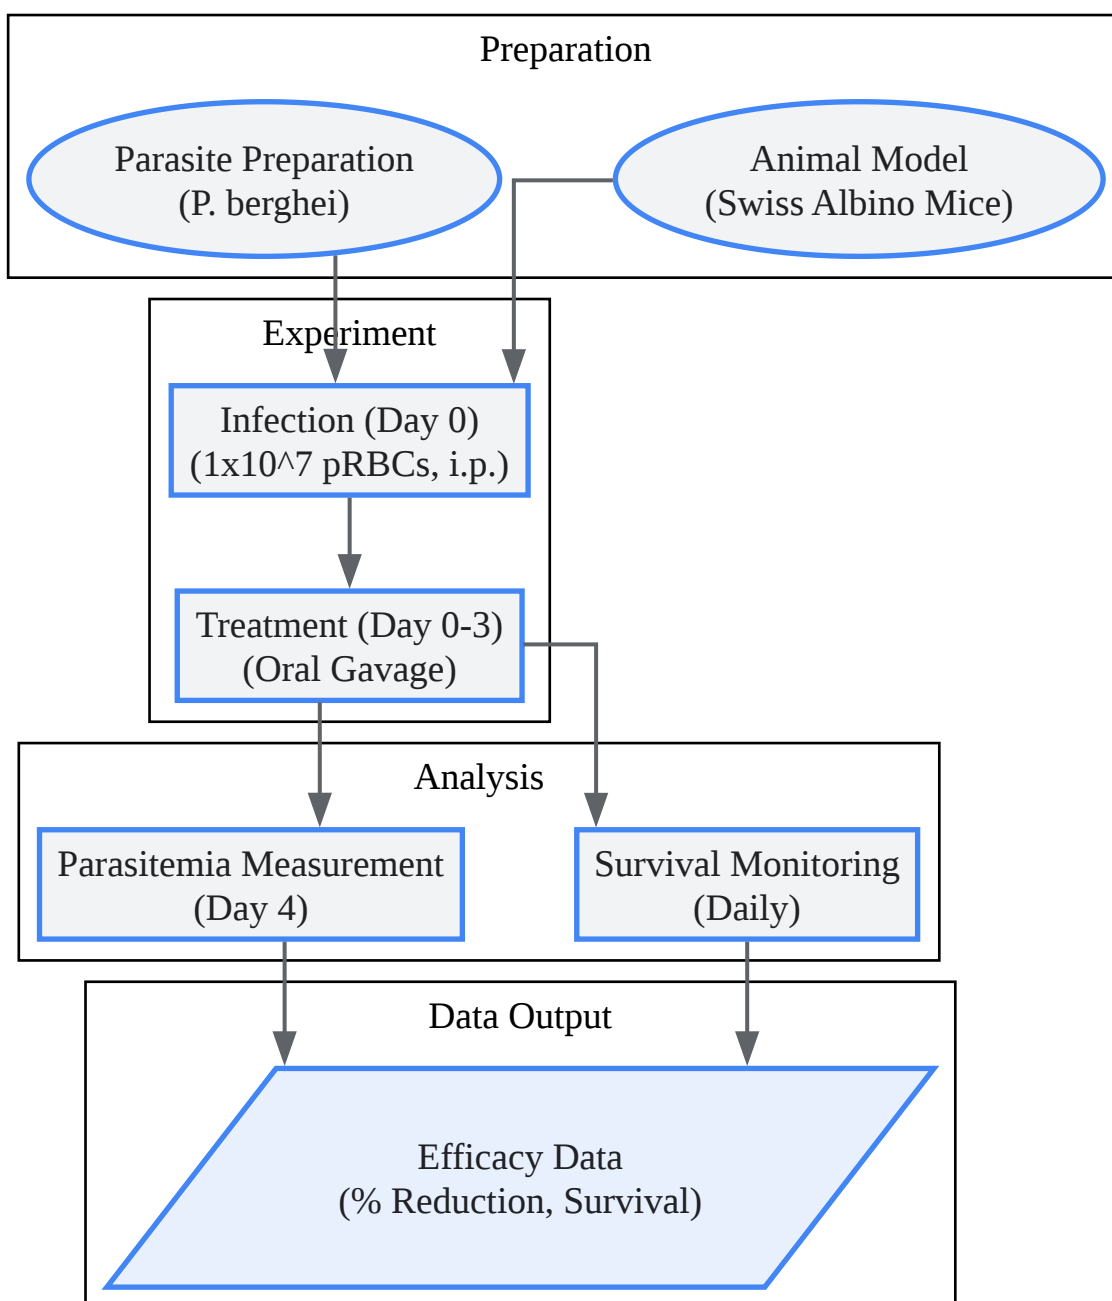 Preparation
Parasite Preparation
(P. berghei)
Animal Model
(Swiss Albino Mice)
Experiment
Infection (Day 0)
(1x10^7 pRBCs, i.p.)
Treatment (Day 0-3)
(Oral Gavage)
Analysis
Parasitemia Measurement
(Day 4)
Survival Monitoring
(Daily)
Data Output
Efficacy Data
(% Reduction, Survival)